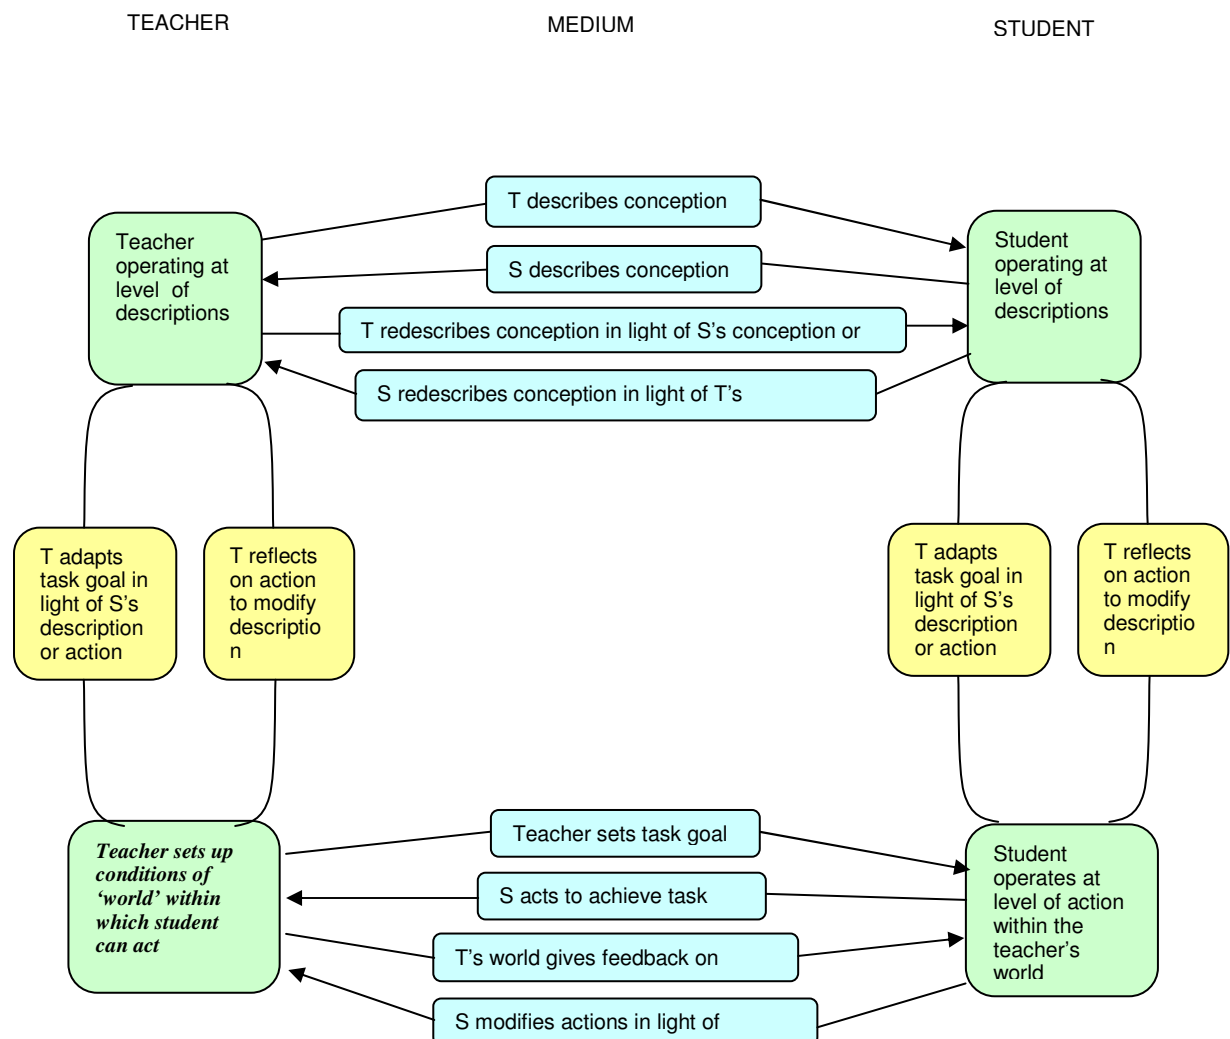 TEACHER
MEDIUM
STUDENT
T describes conception
Teacher
operating at
level of
descriptions
Student
operating at
level of
descriptions
S describes conception
T redescribes conception in light of S's conception or
S redescribes conception in light of T's
T adapts
task goal in
light of S's
description
or action
T reflects
on action
to modify
descriptio
n
T adapts
task goal in
light of S's
description
or action
T reflects
on action
to modify
descriptio
n
Teacher sets up
conditions of
‘world’ within
which student
can act
Teacher sets task goal
S acts to achieve task
T's world gives feedback on
S modifies actions in light of
Student
operates at
level of action
within the
teacher's
world